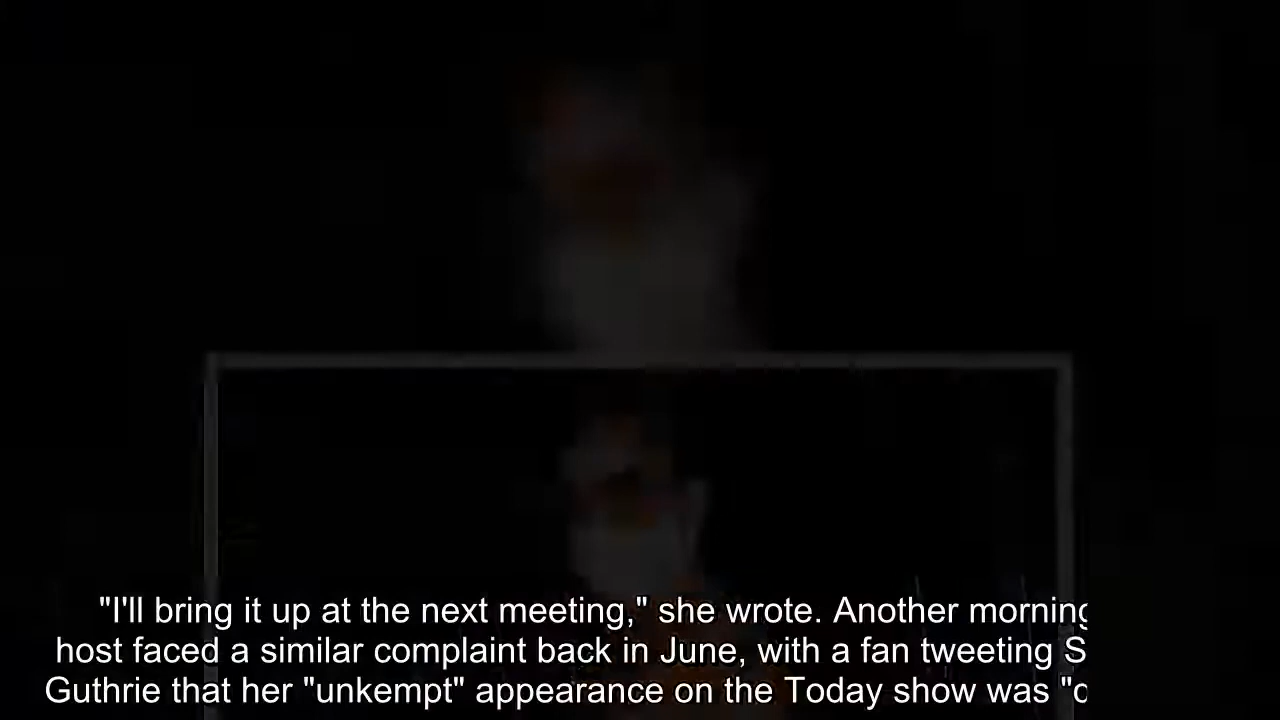 "I'll bring it up at the next meeting," she wrote. Another morning
host faced a similar complaint back in June, with a fan tweeting
Guthrie that her "unkempt" appearance on the Today show was